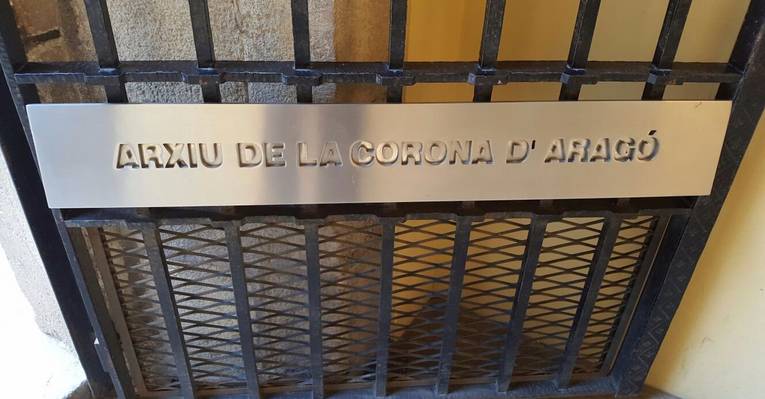 ARXIU DE LA CORONA D' ARAGÓ